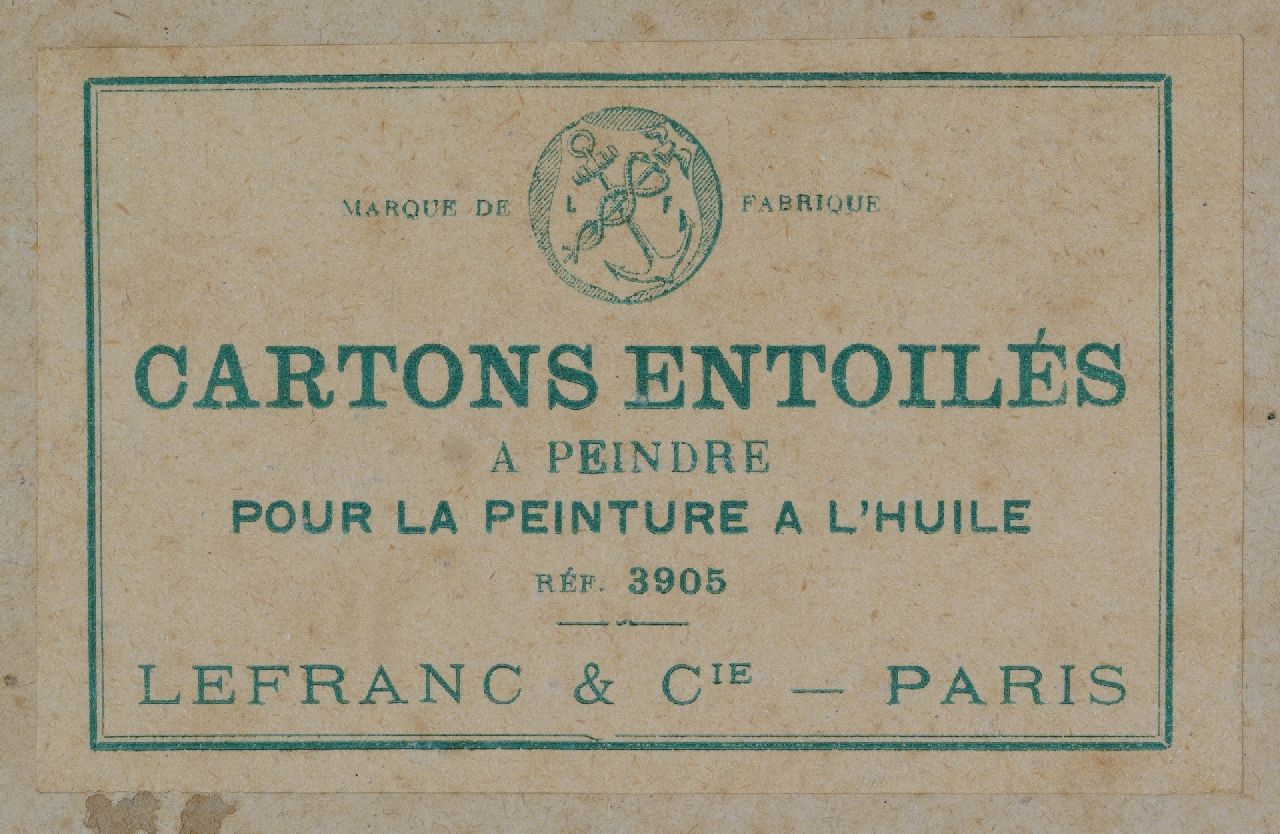 MARQUE DE L F FABRIQUE
CARTONS ENTOILÉS
A PEINDRE
POUR LA PEINTURE A L'HUILE
RÉF. 3905
LEFRANC & CIE — PARIS